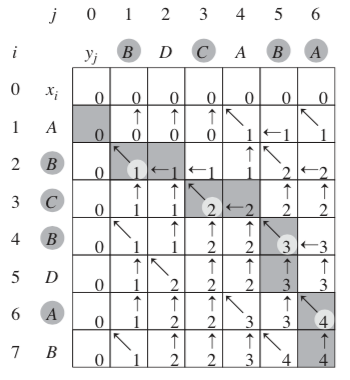 j 0 1 2 3 4 5 6
i y_j B D C A B A
0 x_i 0 0 0 0 0 0 0
1 A 0 ↑0 ↑0 ↑0 ↖1 ←1 ↖1
2 B 0 ↖1 ←1 ←1 ↑1 ↖2 ←2
3 C 0 ↑1 ↑1 ↖2 ←2 ↑2 ↑2
4 B 0 ↖1 ↑1 ↑2 ↑2 ↖3 ←3
5 D 0 ↑1 ↖2 ↑2 ↑2 ↑3 ↑3
6 A 0 ↑1 ↑2 ↑2 ↖3 ↑3 ↖4
7 B 0 ↖1 ↑2 ↑2 ↑3 ↖4 ↑4